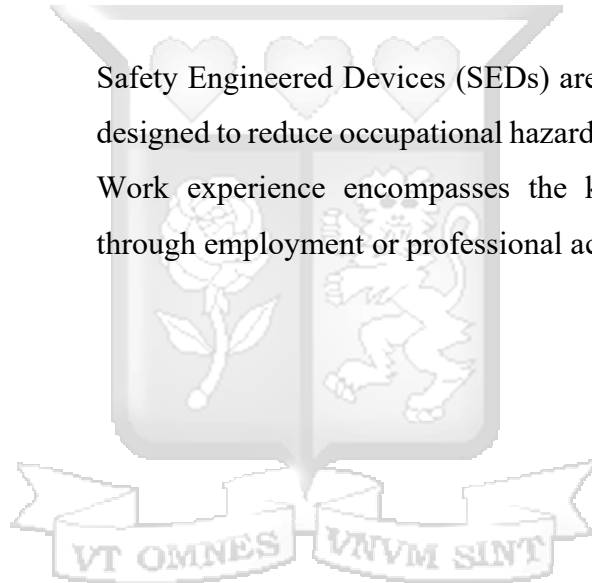 Safety Engineered Devices (SEDs) are
designed to reduce occupational hazard
Work experience encompasses the k
through employment or professional ac
VT OMNES VNVM SINT